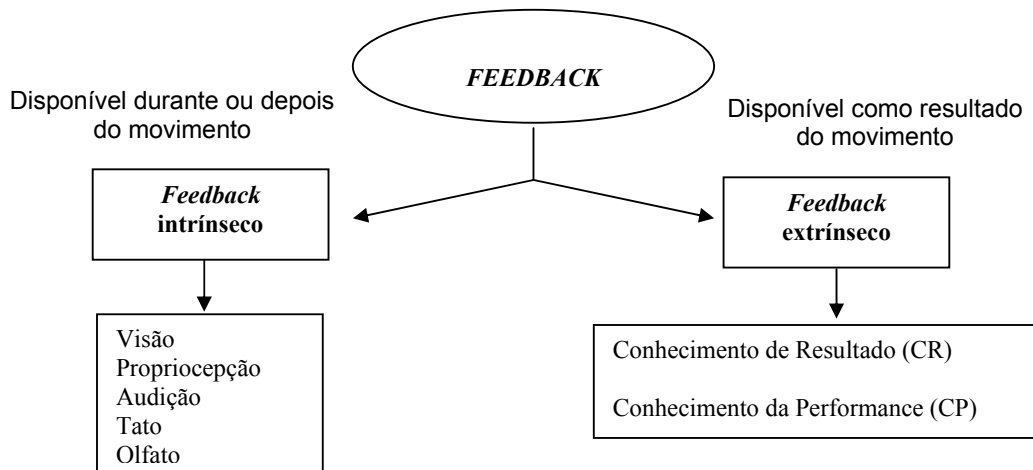 FEEDBACK
Disponível durante ou depois
do movimento
Disponível como resultado
do movimento
Feedback
intrínseco
Feedback
extrínseco
Visão
Propriocepção
Audição
Tato
Olfato
Conhecimento de Resultado (CR)
Conhecimento da Performance (CP)